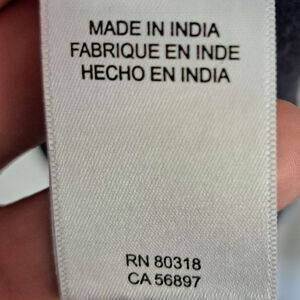 MADE IN INDIA
FABRIQUE EN INDE
HECHO EN INDIA
RN 80318
CA 56897